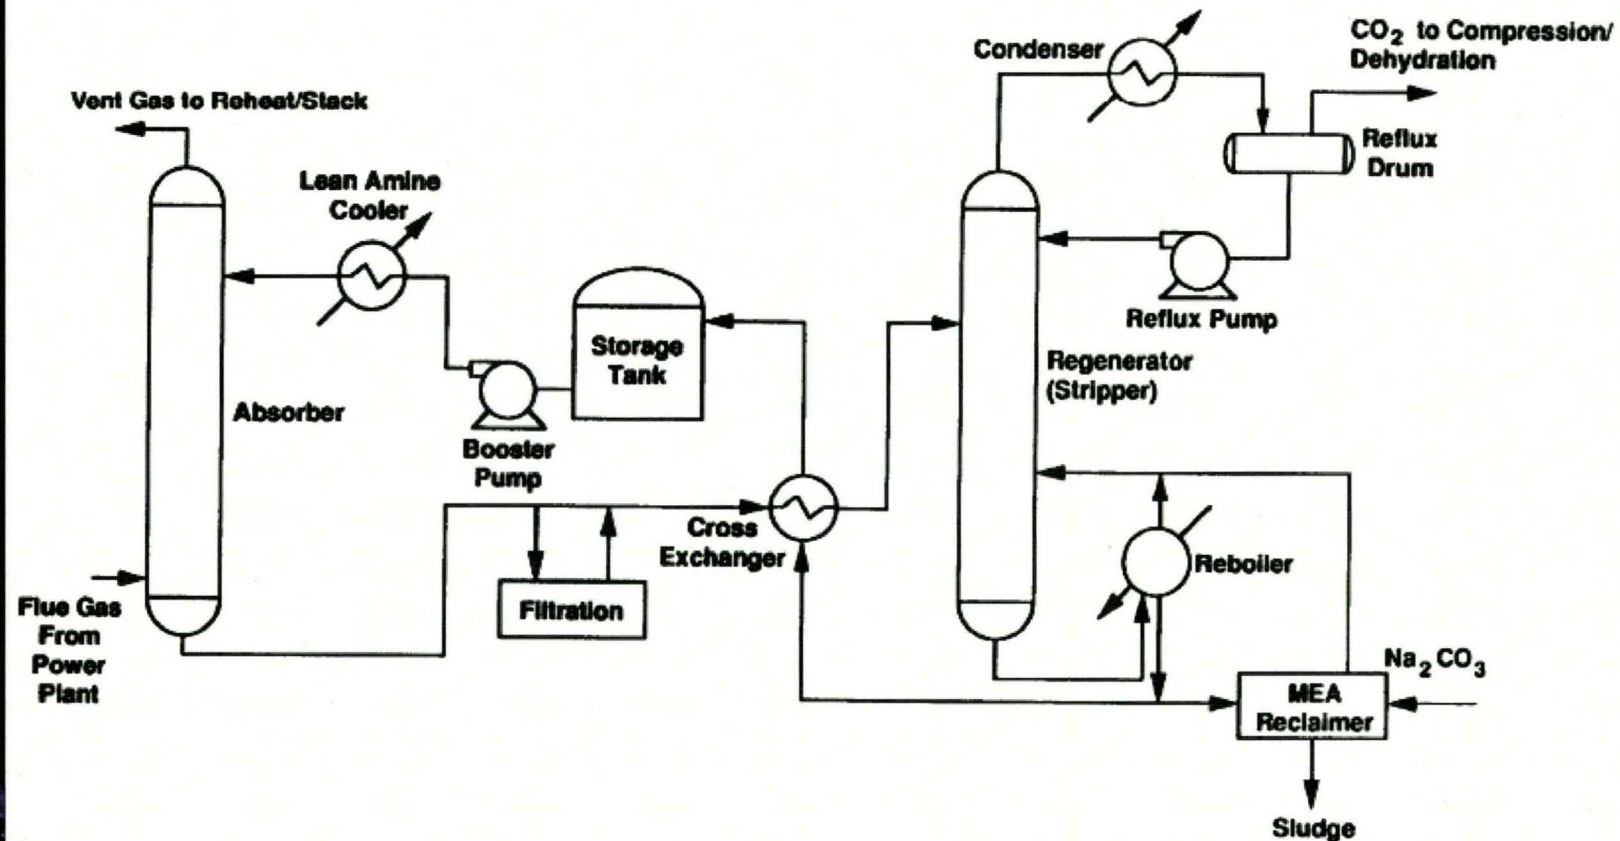 CO2 to Compression/
Dehydration
Condenser
Vent Gas to Reheat/Stack
Reflux
Drum
Lean Amine
Cooler
Reflux Pump
Storage
Tank
Regenerator
(Stripper)
Absorber
Booster
Pump
Cross
Exchanger
Reboiler
Filtration
Flue Gas
From
Power
Plant
Na2CO3
MEA
Reclaimer
Sludge